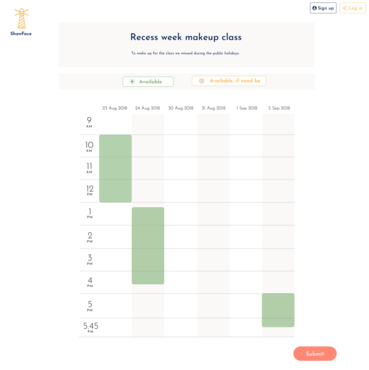 Sign up
Log in
ShowFace
Recess week makeup class
To make up for the class we missed during the public holidays.
Available
Available, if need be
23 Aug 2018 24 Aug 2018 30 Aug 2018 31 Aug 2018 1 Sep 2018 5 Sep 2018
9
AM
10
AM
11
AM
12
PM
1
PM
2
PM
3
PM
4
PM
5
PM
5.45
PM
Submit